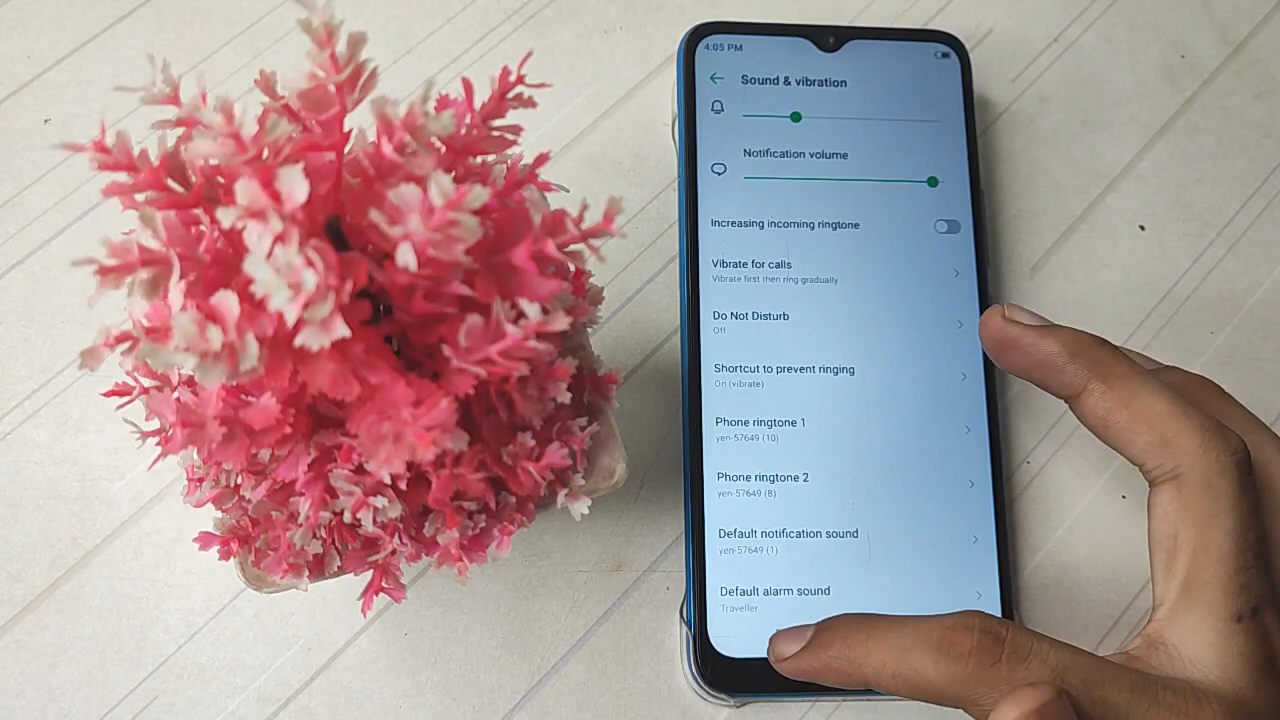 4:05 PM
Sound & vibration
Notification volume
Increasing incoming ringtone
Vibrate for calls
Vibrate first then ring gradually
Do Not Disturb
Off
Shortcut to prevent ringing
On (vibrate)
Phone ringtone 1
yen-57649 (10)
Phone ringtone 2
yen-57649 (8)
Default notification sound
yen-57649 (1)
Default alarm sound
Traveller